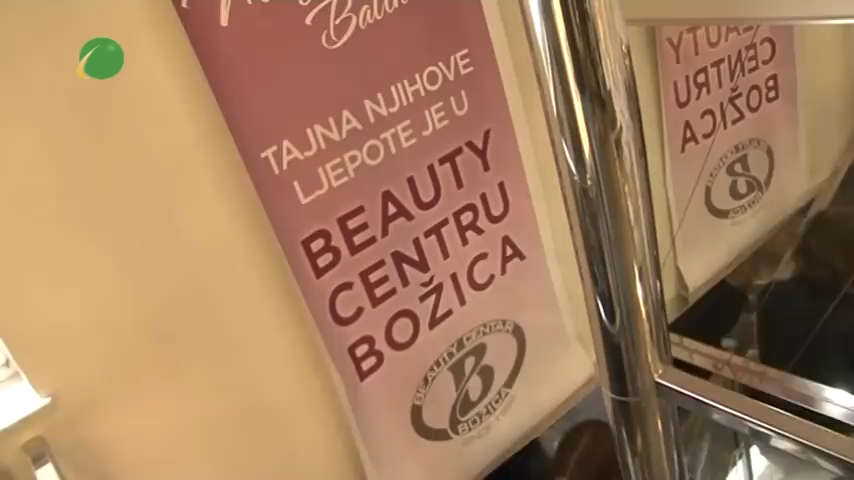 TAJNA NJIHOVE
LJEPOTE JE U
BEAUTY
CENTRU
BOŽICA
BEAUTY CENTAR
B
BOŽICA
BEAUTY
CENTRU
BOŽICA